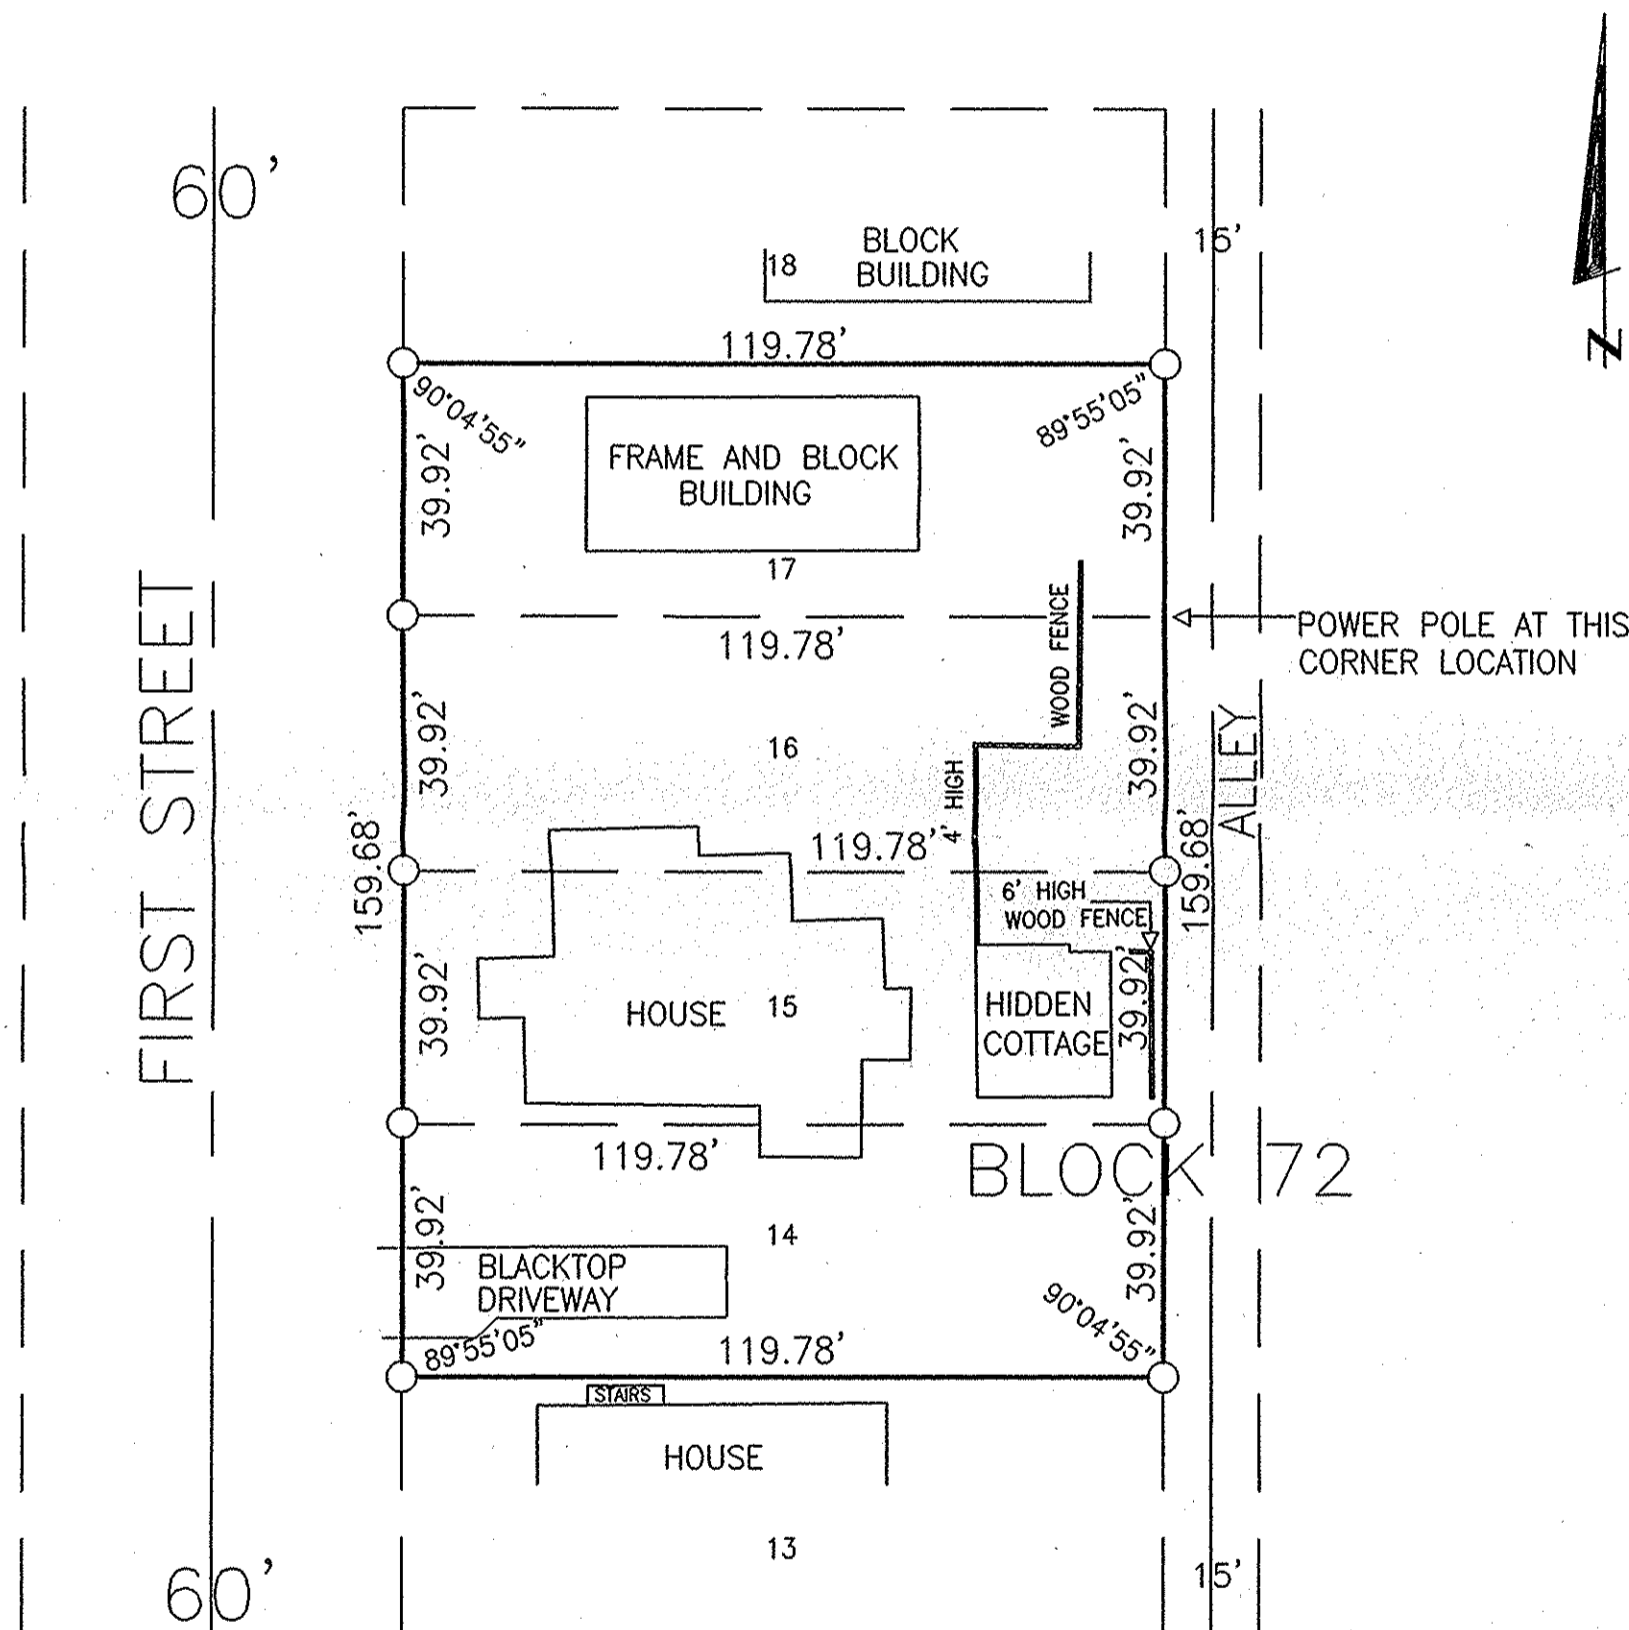 60'
15'
BLOCK
BUILDING
18
N
119.78'
90°04'55"
89°55'05"
39.92'
39.92'
FRAME AND BLOCK
BUILDING
17
WOOD FENCE
POWER POLE AT THIS
CORNER LOCATION
119.78'
FIRST STREET
39.92'
39.92'
16
4' HIGH
ALLEY
159.68'
159.68'
119.78'
6' HIGH
WOOD FENCE
39.92'
39.92'
HOUSE
15
HIDDEN
COTTAGE
119.78'
BLOCK 72
39.92'
39.92'
14
BLACKTOP
DRIVEWAY
89°55'05"
119.78'
90°04'55"
STAIRS
HOUSE
13
60'
15'